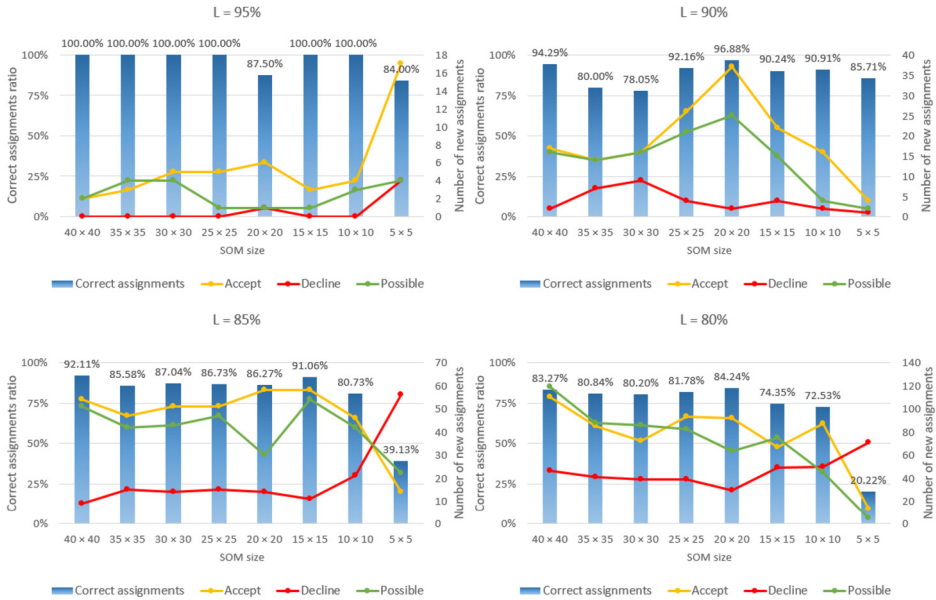 L = 95%
100.00% 100.00% 100.00% 100.00% 87.50% 100.00% 100.00% 84.00%
Correct assignments ratio
100%
75%
50%
25%
0%
18
16
14
12
10
8
6
4
2
0
Number of new assignments
40 × 40 35 × 35 30 × 30 25 × 25 20 × 20 15 × 15 10 × 10 5 × 5
SOM size
Correct assignments Accept Decline Possible
L = 90%
94.29% 80.00% 78.05% 92.16% 96.88% 90.24% 90.91% 85.71%
Correct assignments ratio
100%
75%
50%
25%
0%
40
35
30
25
20
15
10
5
0
Number of new assignments
40 × 40 35 × 35 30 × 30 25 × 25 20 × 20 15 × 15 10 × 10 5 × 5
SOM size
Correct assignments Accept Decline Possible
L = 85%
92.11% 85.58% 87.04% 86.73% 86.27% 91.06% 80.73% 39.13%
Correct assignments ratio
100%
75%
50%
25%
0%
70
60
50
40
30
20
10
0
Number of new assignments
40 × 40 35 × 35 30 × 30 25 × 25 20 × 20 15 × 15 10 × 10 5 × 5
SOM size
Correct assignments Accept Decline Possible
L = 80%
83.27% 80.84% 80.20% 81.78% 84.24% 74.35% 72.53% 20.22%
Correct assignments ratio
100%
75%
50%
25%
0%
140
120
100
80
60
40
20
0
Number of new assignments
40 × 40 35 × 35 30 × 30 25 × 25 20 × 20 15 × 15 10 × 10 5 × 5
SOM size
Correct assignments Accept Decline Possible